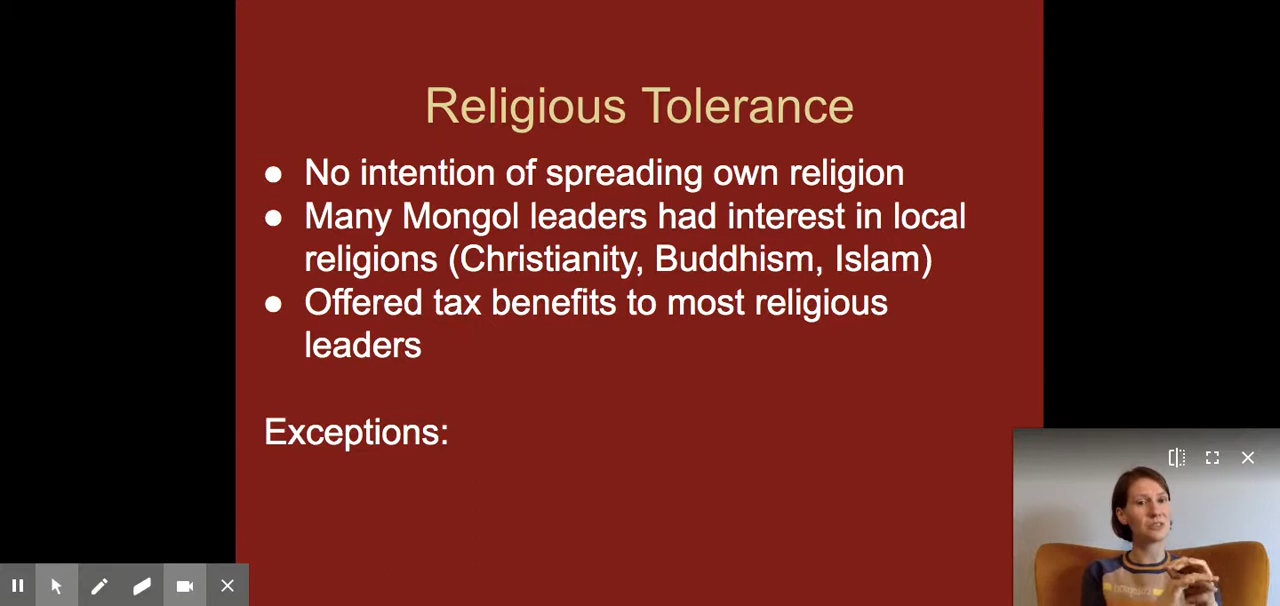 Religious Tolerance
● No intention of spreading own religion
● Many Mongol leaders had interest in local
religions (Christianity, Buddhism, Islam)
● Offered tax benefits to most religious
leaders
Exceptions: